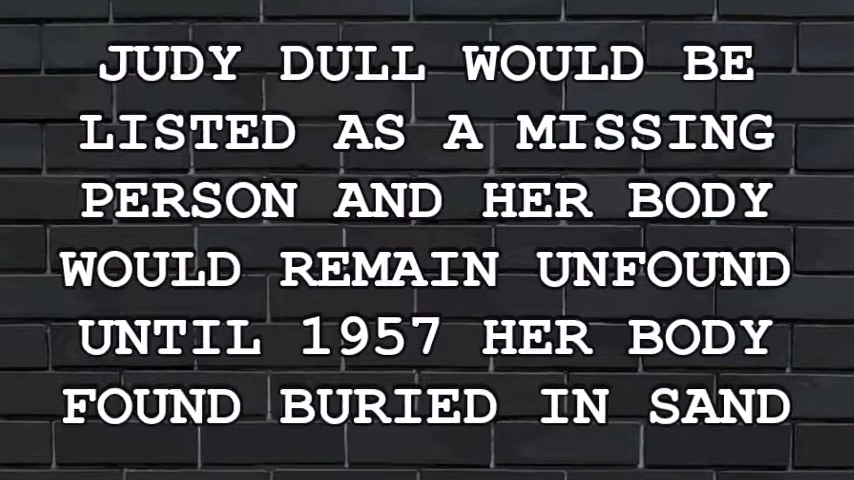 JUDY DULL WOULD BE
LISTED AS A MISSING
PERSON AND HER BODY
WOULD REMAIN UNFOUND
UNTIL 1957 HER BODY
FOUND BURIED IN SAND